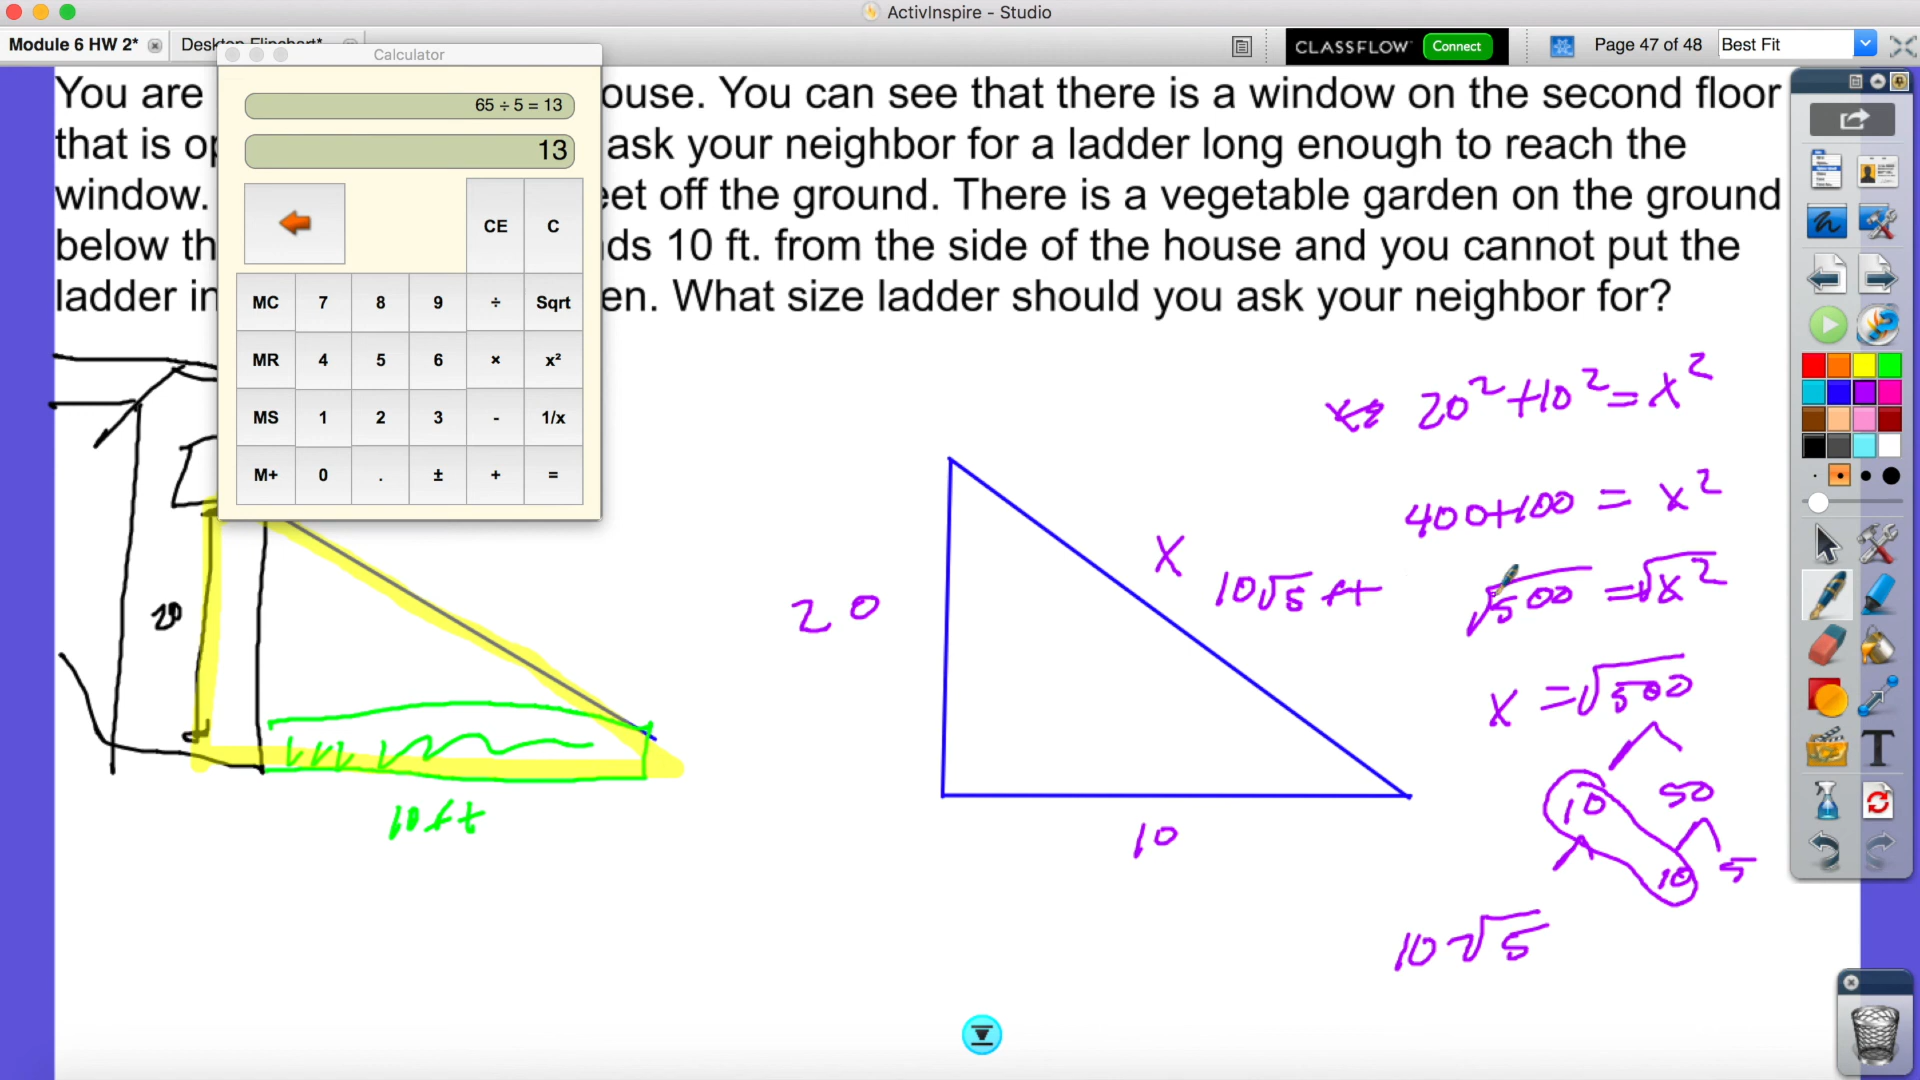 ActivInspire - Studio
Module 6 HW 2*
Desktop Flipchart*
CLASSFLOW Connect
Page 47 of 48
Best Fit
Calculator
65 ÷ 5 = 13
13
CE C
MC 7 8 9 ÷ Sqrt
MR 4 5 6 × x²
MS 1 2 3 - 1/x
M+ 0 . ± + =
You are ouse. You can see that there is a window on the second floor
that is op ask your neighbor for a ladder long enough to reach the
window. eet off the ground. There is a vegetable garden on the ground
below th nds 10 ft. from the side of the house and you cannot put the
ladder in en. What size ladder should you ask your neighbor for?
20
10 ft
20
x
10√5 ft
10
20² + 10² = x²
400+100 = x²
√500 = √x²
x = √500
10 50
10 5
10√5
T